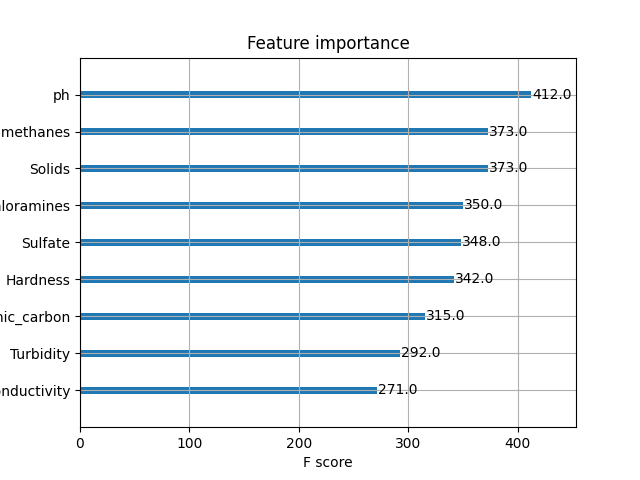 Feature importance
ph 412.0
methanes 373.0
Solids 373.0
loramines 350.0
Sulfate 348.0
Hardness 342.0
nic_carbon 315.0
Turbidity 292.0
nductivity 271.0
0 100 200 300 400
F score